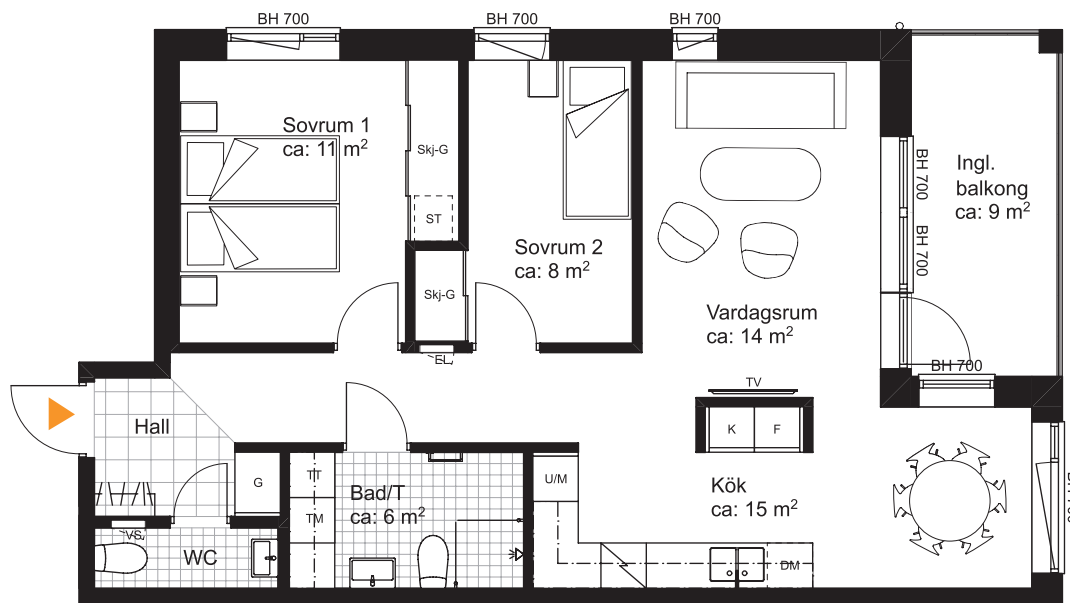 BH 700
BH 700
BH 700
Sovrum 1
ca: 11 m²
Skj-G
ST
Sovrum 2
ca: 8 m²
Skj-G
EL
BH 700
BH 700
Ingl.
balkong
ca: 9 m²
Vardagsrum
ca: 14 m²
BH 700
TV
K
F
Hall
G
TT
TM
Bad/T
ca: 6 m²
U/M
Kök
ca: 15 m²
DM
VS
WC